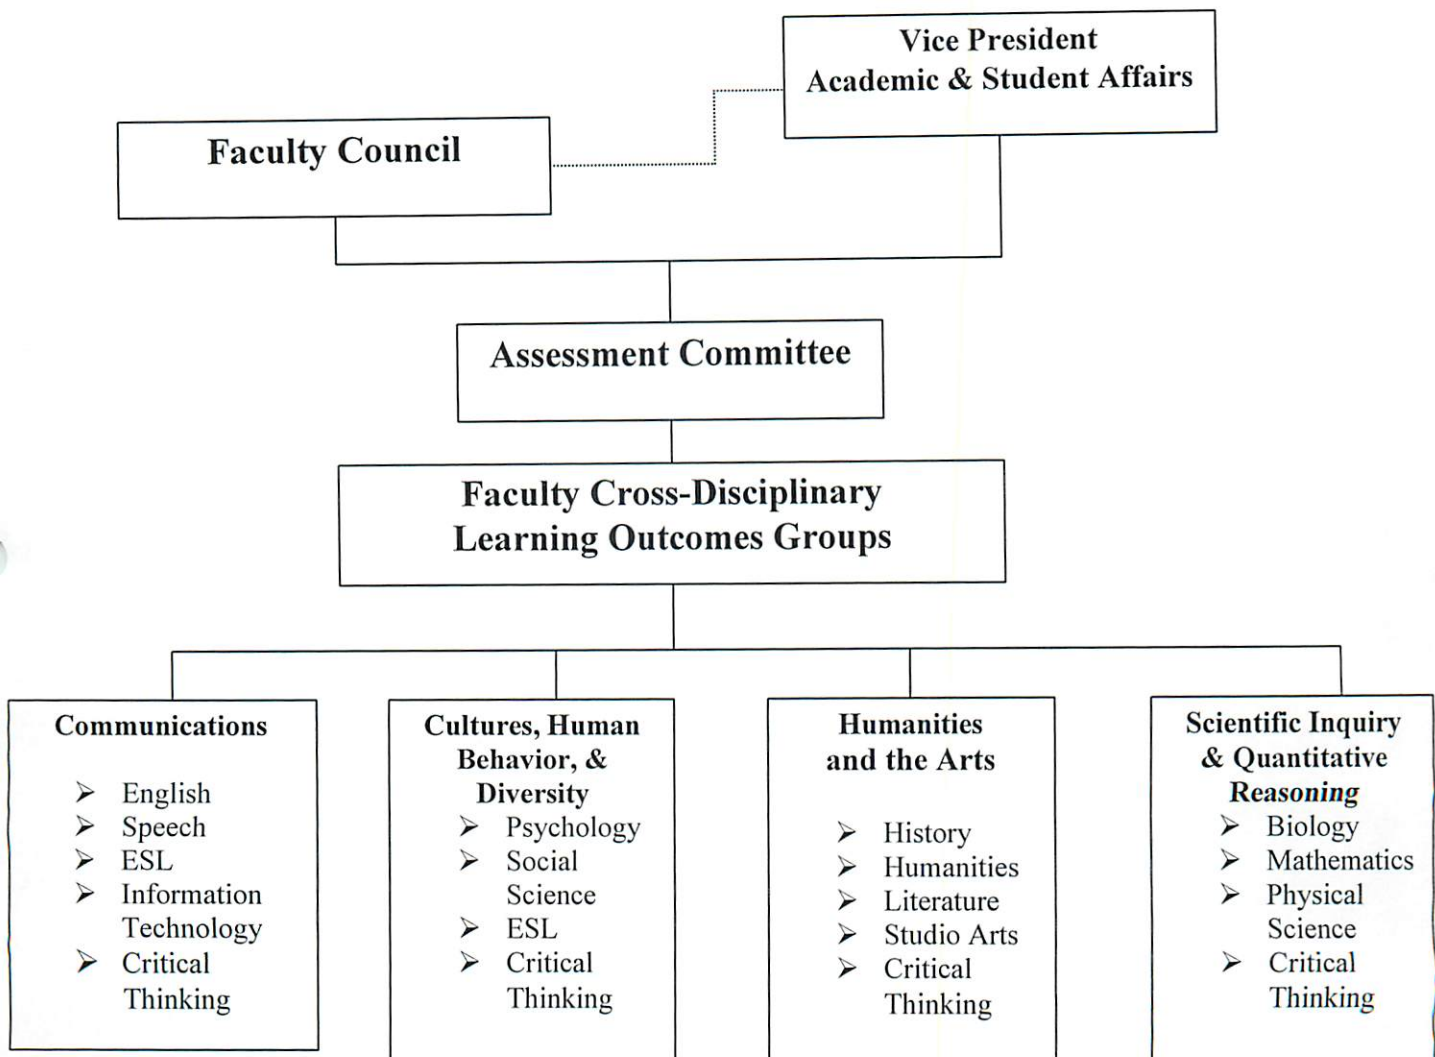 Vice President
Academic & Student Affairs
Faculty Council
Assessment Committee
Faculty Cross-Disciplinary
Learning Outcomes Groups
Communications
➢ English
➢ Speech
➢ ESL
➢ Information
Technology
➢ Critical
Thinking
Cultures, Human
Behavior, &
Diversity
➢ Psychology
➢ Social
Science
➢ ESL
➢ Critical
Thinking
Humanities
and the Arts
➢ History
➢ Humanities
➢ Literature
➢ Studio Arts
➢ Critical
Thinking
Scientific Inquiry
& Quantitative
Reasoning
➢ Biology
➢ Mathematics
➢ Physical
Science
➢ Critical
Thinking